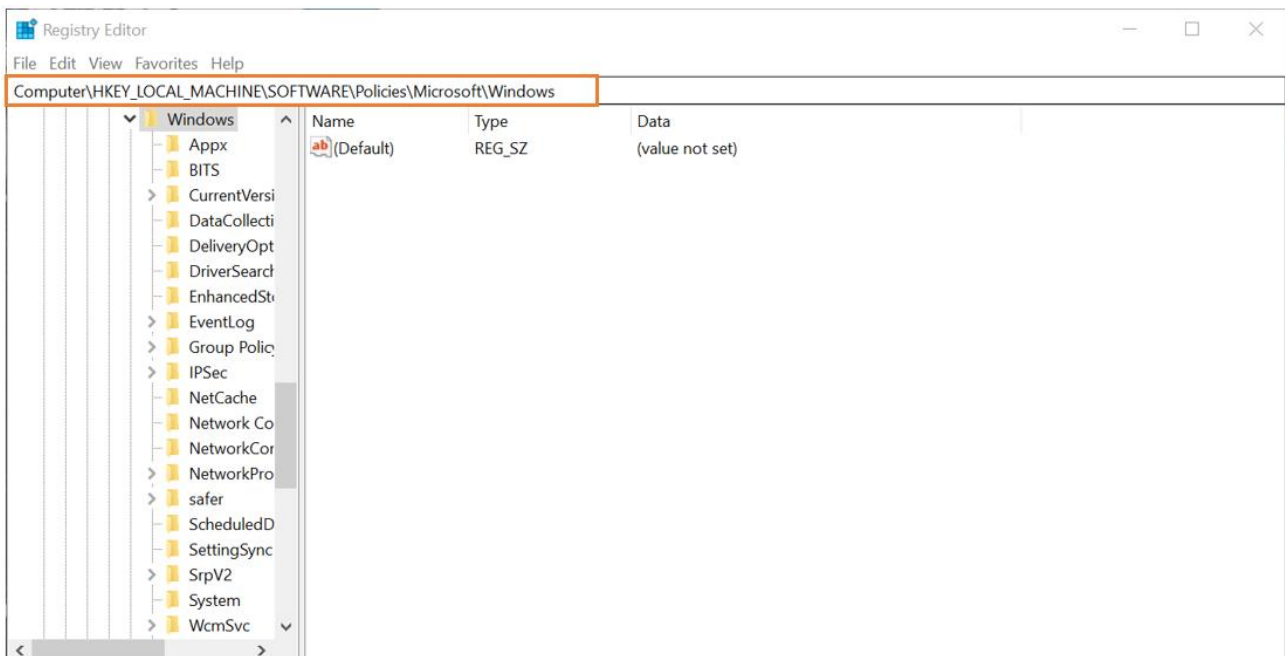 Registry Editor
File Edit View Favorites Help
Computer\HKEY_LOCAL_MACHINE\SOFTWARE\Policies\Microsoft\Windows
Windows
Name Type Data
Appx
ab (Default) REG_SZ (value not set)
BITS
CurrentVersi
DataCollecti
DeliveryOpt
DriverSearch
EnhancedSt
EventLog
Group Policy
IPSec
NetCache
Network Co
NetworkCor
NetworkPro
safer
ScheduledD
SettingSync
SrpV2
System
WcmSvc